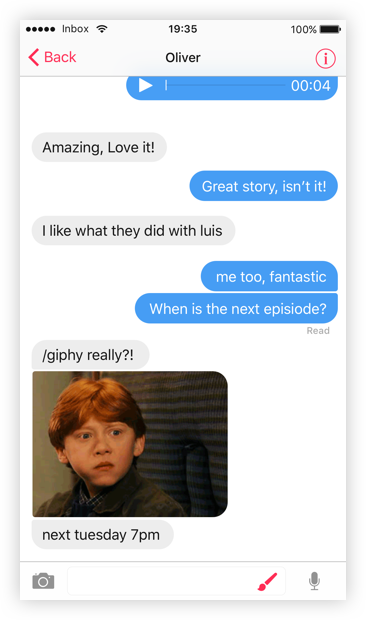 Inbox 19:35 100%
Back Oliver i
00:04
Amazing, Love it!
Great story, isn’t it!
I like what they did with luis
me too, fantastic
When is the next episiode?
Read
/giphy really?!
next tuesday 7pm